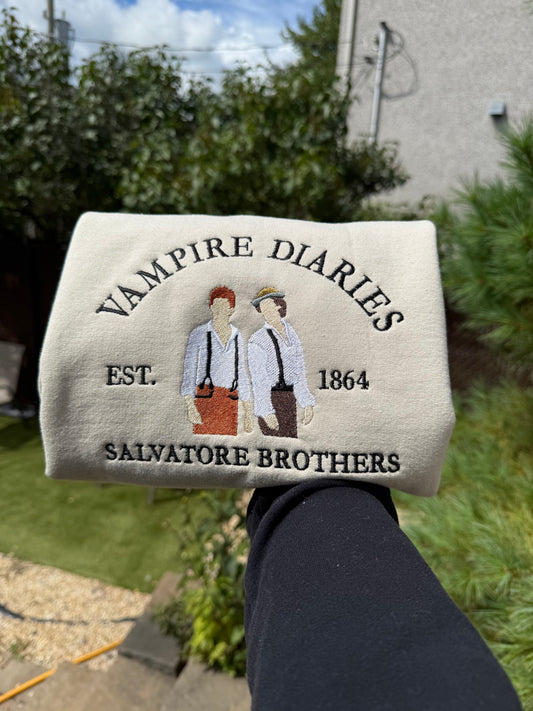 VAMPIRE DIARIES
EST. 1864
SALVATORE BROTHERS